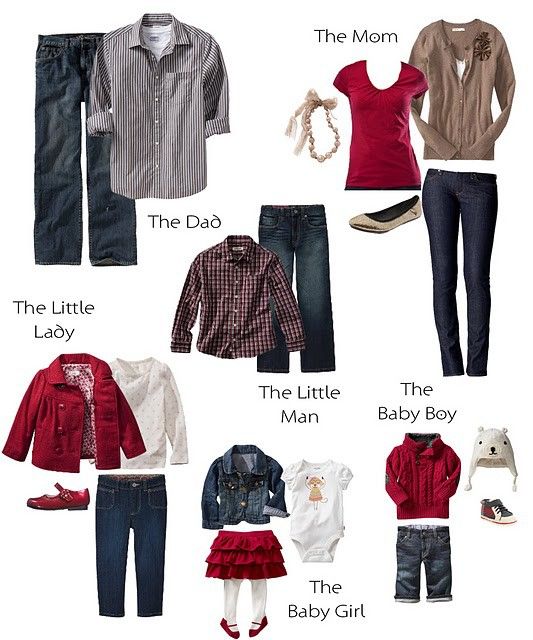 The Mom
The Dad
The Little
Lady
The Little
Man
The
Baby Boy
The
Baby Girl